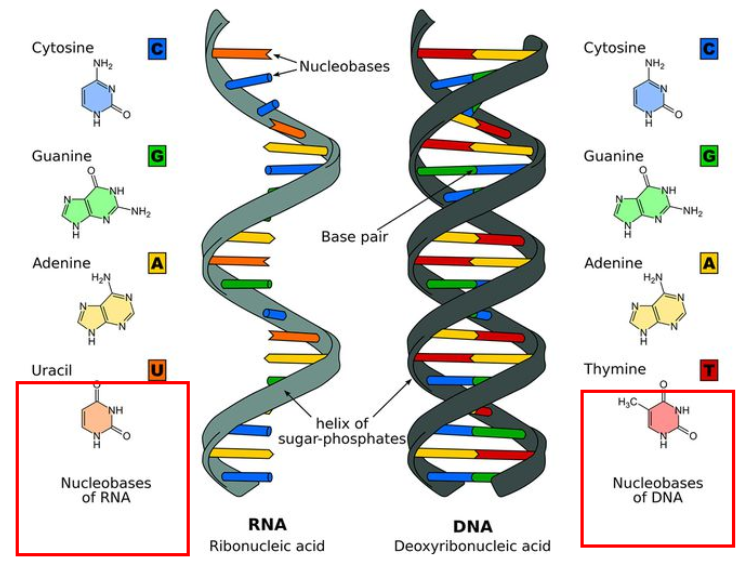 Cytosine C
NH₂
N
O
N
H
Guanine G
O
N
NH
N
H
N
NH₂
Adenine A
H₂N
N
N
N
H
N
Uracil U
O
NH
N
H
O
Nucleobases
of RNA
Nucleobases
Base pair
helix of
sugar-phosphates
RNA
Ribonucleic acid
DNA
Deoxyribonucleic acid
Cytosine C
NH₂
N
O
N
H
Guanine G
O
N
NH
N
H
N
NH₂
Adenine A
H₂N
N
N
N
H
N
Thymine T
O
H₃C
NH
N
H
O
Nucleobases
of DNA